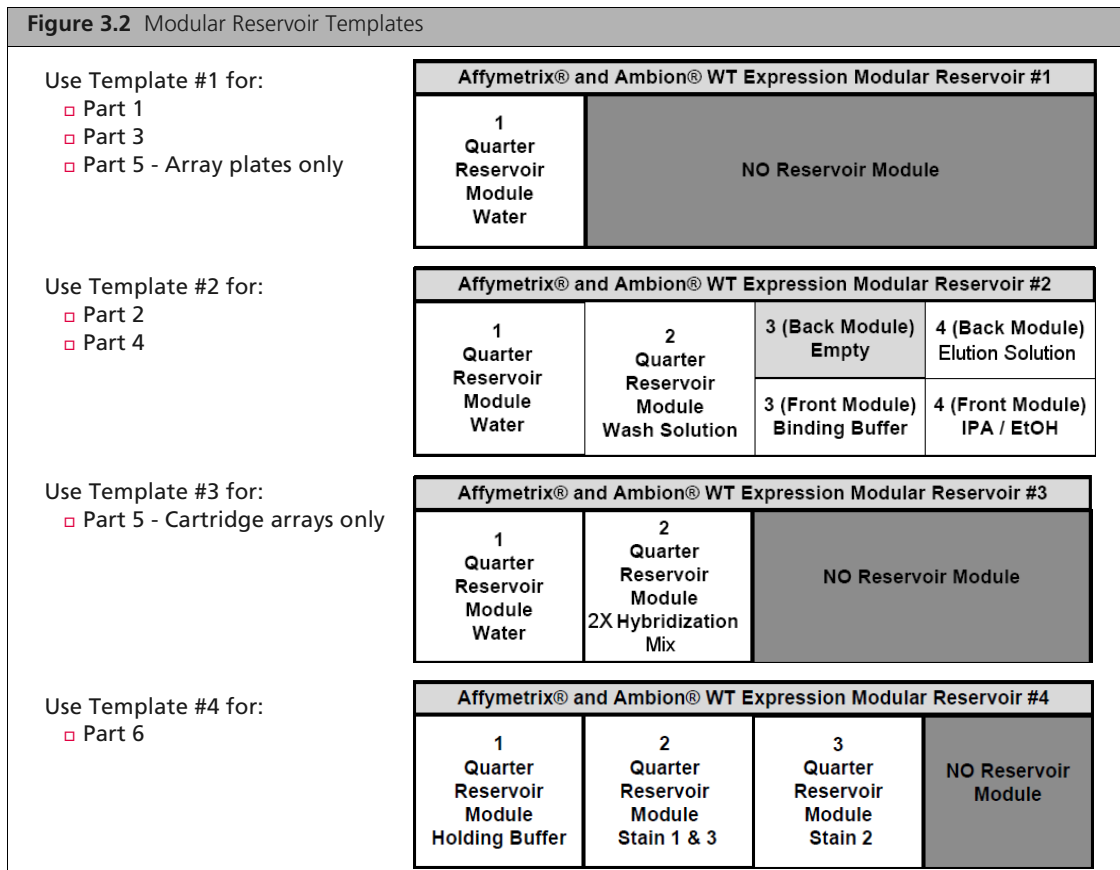 Figure 3.2 Modular Reservoir Templates
Use Template #1 for:
Part 1
Part 3
Part 5 - Array plates only
Affymetrix® and Ambion® WT Expression Modular Reservoir #1
1
Quarter
Reservoir
Module
Water
NO Reservoir Module
Use Template #2 for:
Part 2
Part 4
Affymetrix® and Ambion® WT Expression Modular Reservoir #2
1
Quarter
Reservoir
Module
Water
2
Quarter
Reservoir
Module
Wash Solution
3 (Back Module)
Empty
4 (Back Module)
Elution Solution
3 (Front Module)
Binding Buffer
4 (Front Module)
IPA / EtOH
Use Template #3 for:
Part 5 - Cartridge arrays only
Affymetrix® and Ambion® WT Expression Modular Reservoir #3
1
Quarter
Reservoir
Module
Water
2
Quarter
Reservoir
Module
2X Hybridization
Mix
NO Reservoir Module
Use Template #4 for:
Part 6
Affymetrix® and Ambion® WT Expression Modular Reservoir #4
1
Quarter
Reservoir
Module
Holding Buffer
2
Quarter
Reservoir
Module
Stain 1 & 3
3
Quarter
Reservoir
Module
Stain 2
NO Reservoir
Module